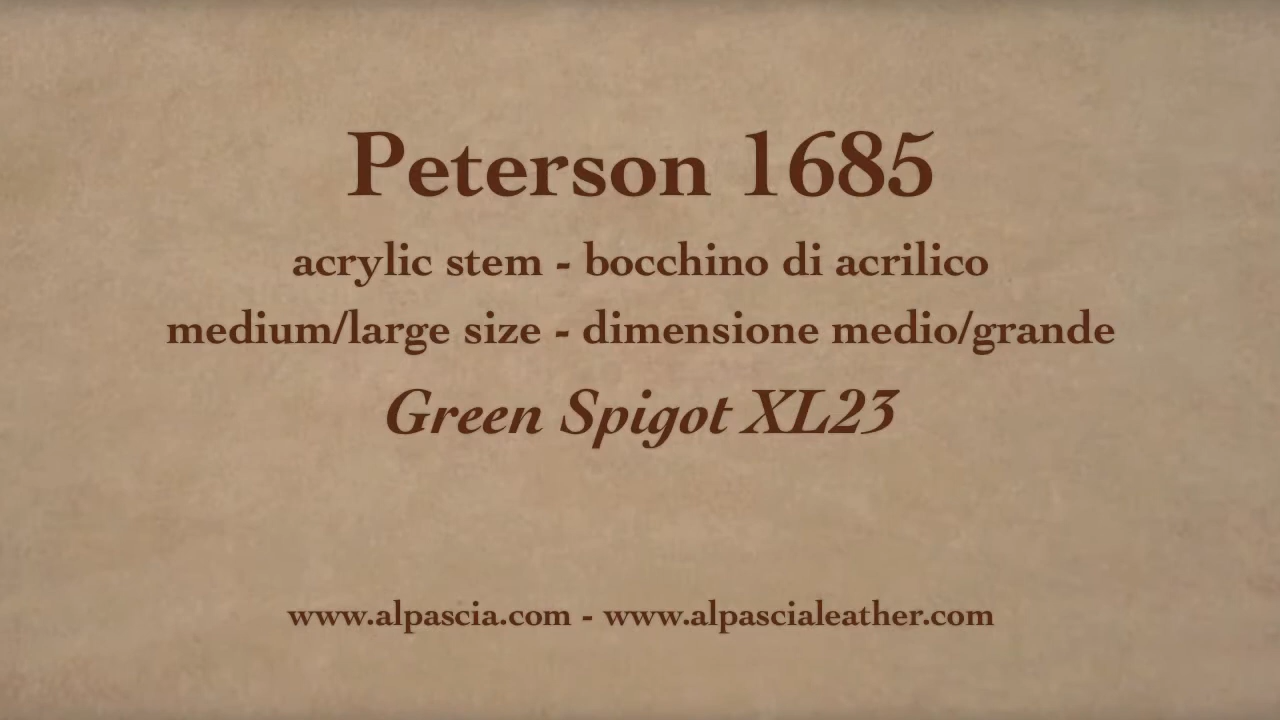 Peterson 1685
acrylic stem - bocchino di acrilico
medium/large size - dimensione medio/grande
Green Spigot XL23
www.alpascia.com - www.alpascialeather.com